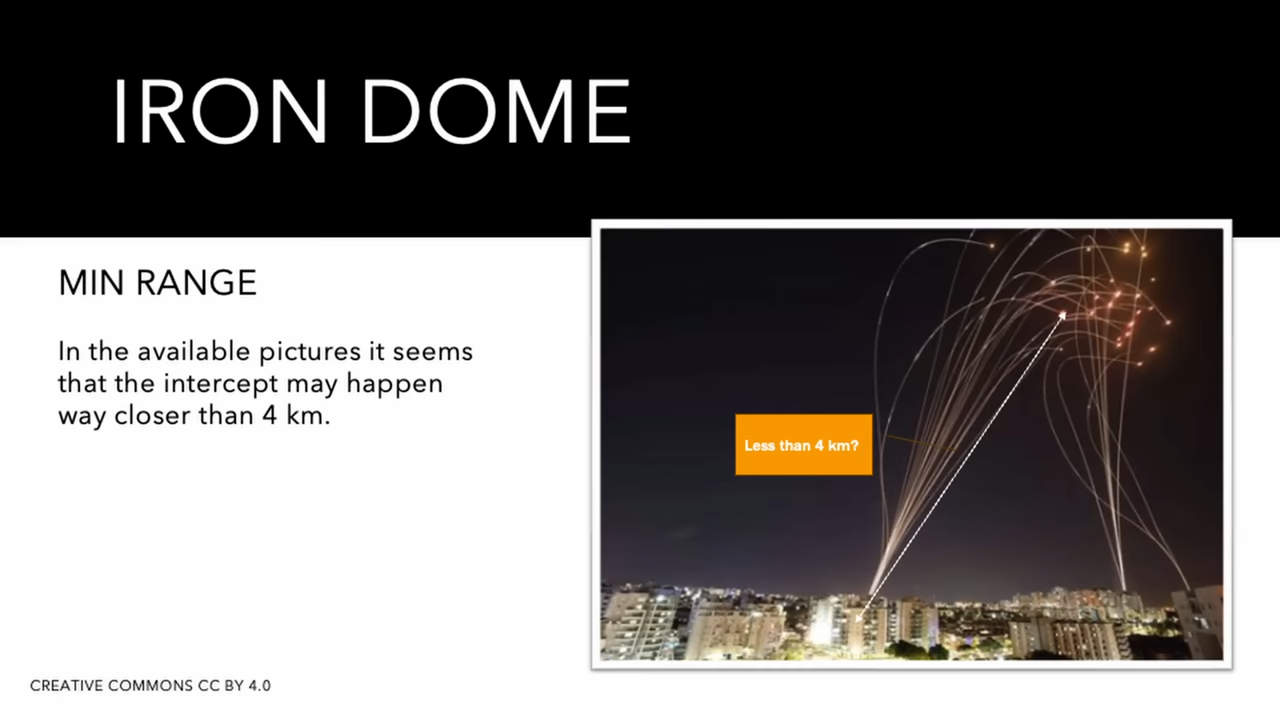 IRON DOME
MIN RANGE
In the available pictures it seems
that the intercept may happen
way closer than 4 km.
Less than 4 km?
CREATIVE COMMONS CC BY 4.0